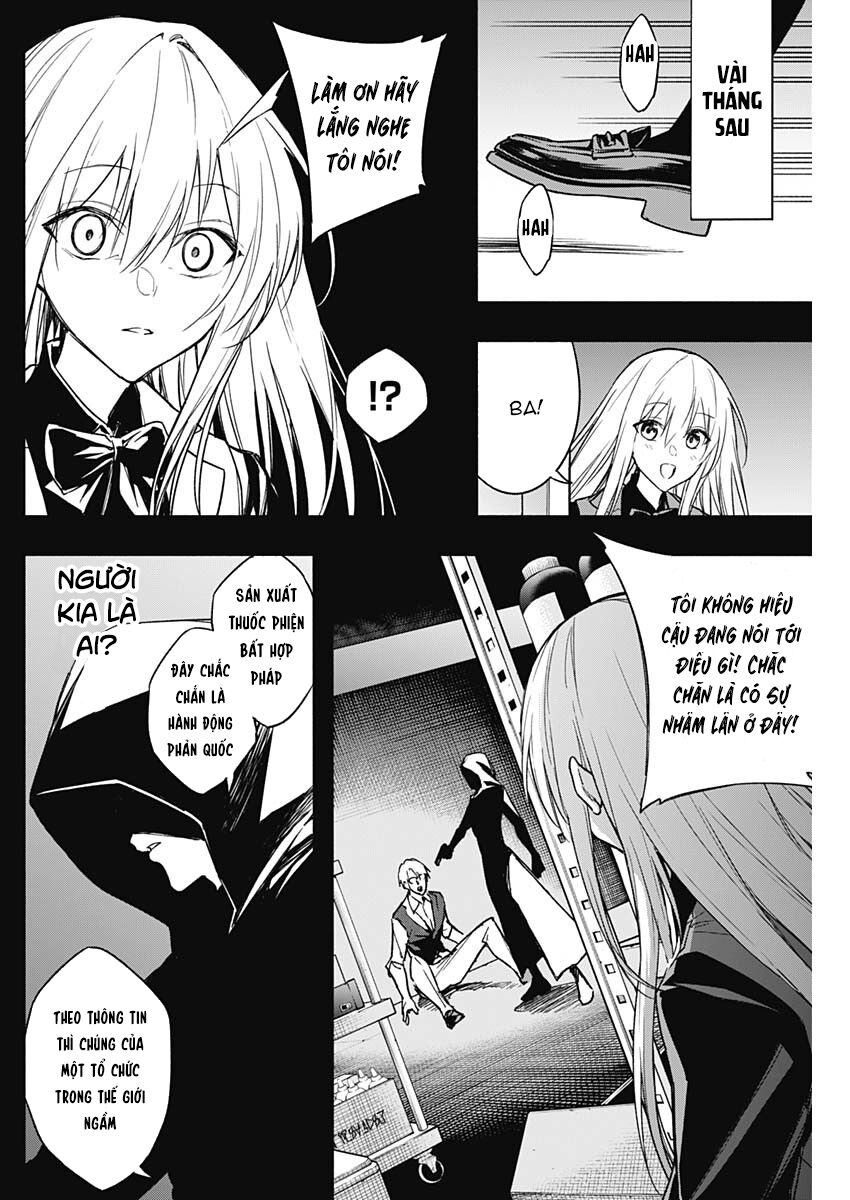 VÀI
THÁNG
SAU
HAH
HAH
BA!
LÀM ƠN HÃY
LẮNG NGHE
TÔI NÓI!
!?
TÔI KHÔNG HIỂU
CẬU ĐANG NÓI TỚI
ĐIỀU GÌ! CHẮC
CHẮN LÀ CÓ SỰ
NHẦM LẪN Ở ĐÂY!
SẢN XUẤT
THUỐC PHIỆN
BẤT HỢP
PHÁP
ĐÂY CHẮC
CHẮN LÀ
HÀNH ĐỘNG
PHẢN QUỐC
NGƯỜI
KIA LÀ
AI?
THEO THÔNG TIN
THÌ CHÚNG CỦA
MỘT TỔ CHỨC
TRONG THẾ GIỚI
NGẦM